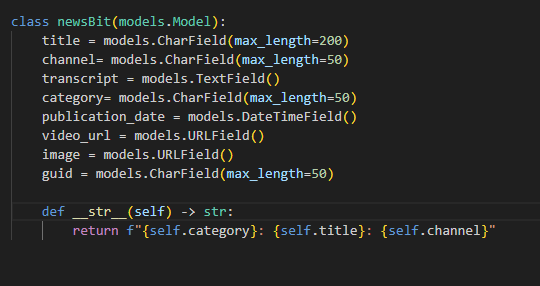 class newsBit(models.Model):
    title = models.CharField(max_length=200)
    channel= models.CharField(max_length=50)
    transcript = models.TextField()
    category= models.CharField(max_length=50)
    publication_date = models.DateTimeField()
    video_url = models.URLField()
    image = models.URLField()
    guid = models.CharField(max_length=50)
    def __str__(self) -> str:
        return f"{self.category}: {self.title}: {self.channel}"